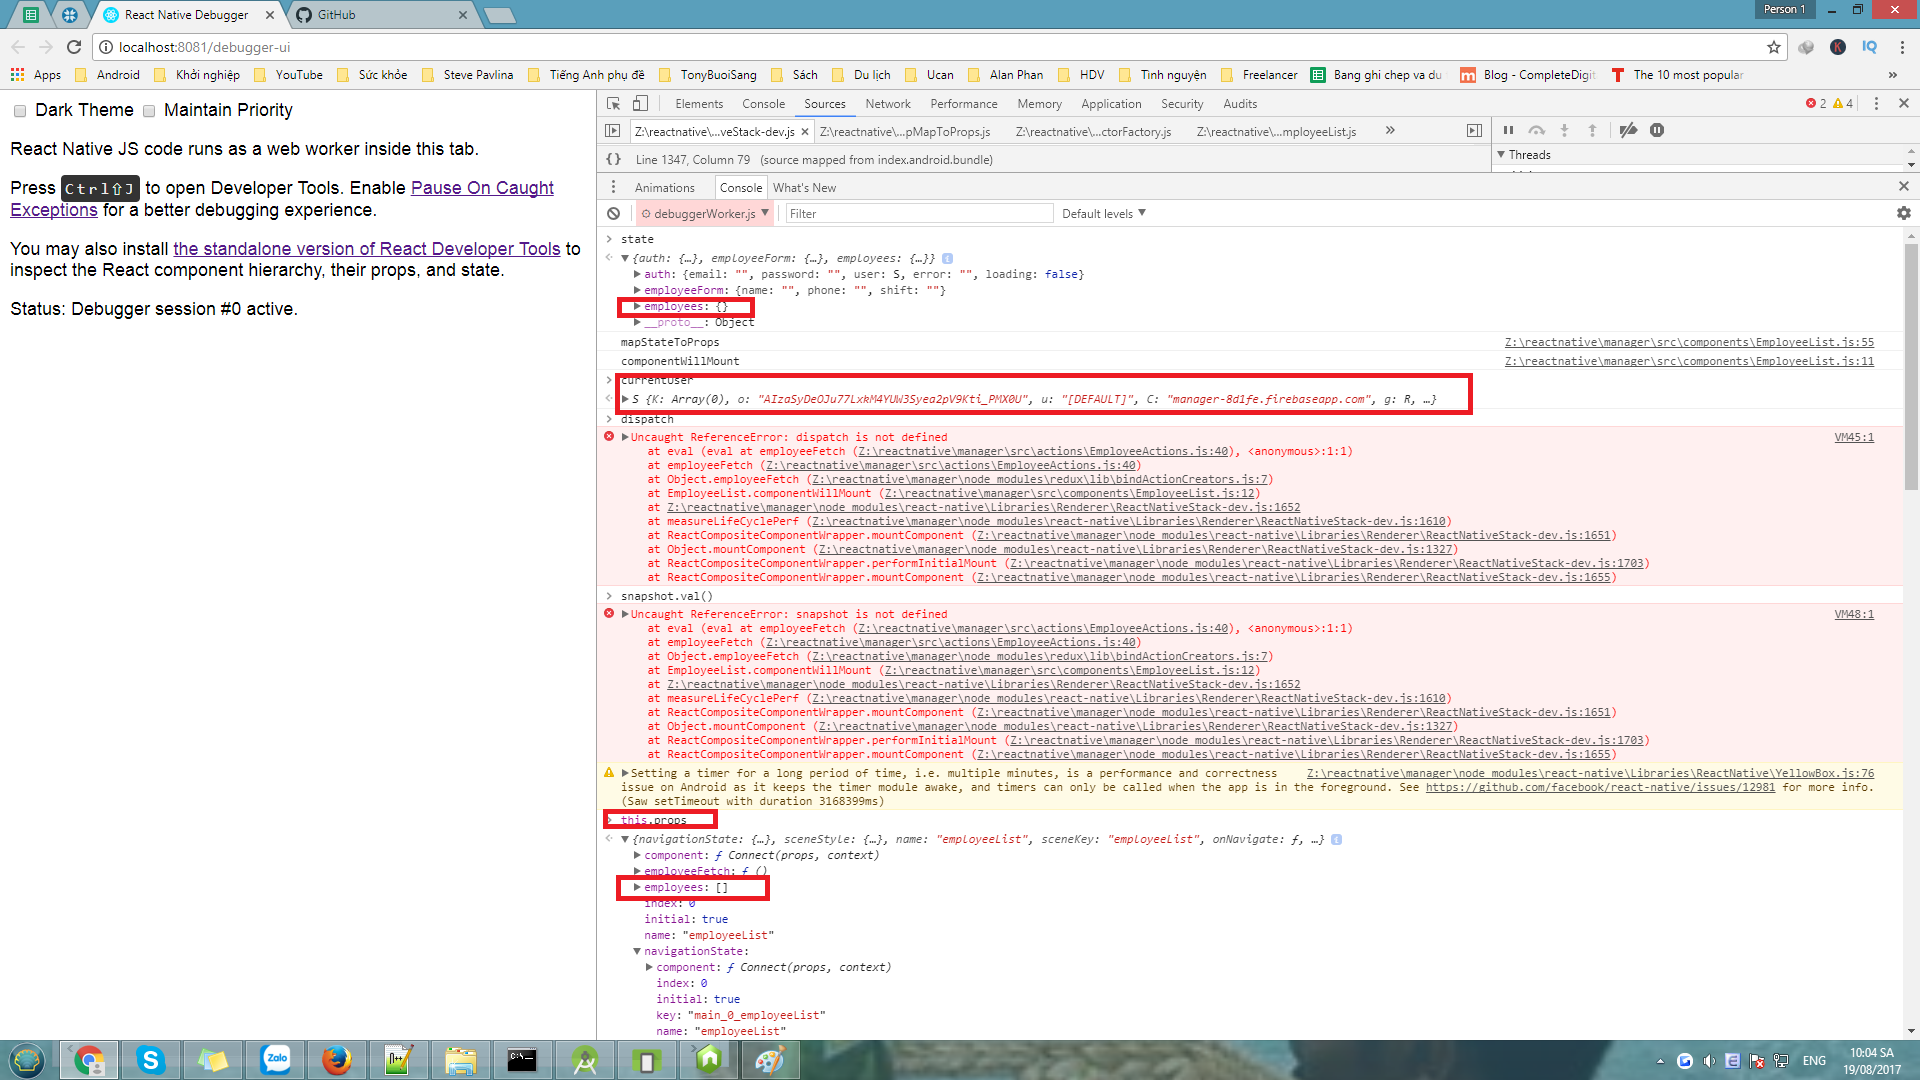 React Native Debugger
GitHub
Person 1
localhost:8081/debugger-ui
IQ
Apps
Android
Khởi nghiệp
YouTube
Sức khỏe
Steve Pavlina
Tiếng Anh phụ đề
TonyBuoiSang
Sách
Du lịch
Ucan
Alan Phan
HDV
Tình nguyện
Freelancer
Bang ghi chep va du
Blog - CompleteDigit
The 10 most popular
Dark Theme
Maintain Priority
React Native JS code runs as a web worker inside this tab.
Press Ctrl⇧J to open Developer Tools. Enable Pause On Caught
Exceptions for a better debugging experience.
You may also install the standalone version of React Developer Tools to
inspect the React component hierarchy, their props, and state.
Status: Debugger session #0 active.
Elements Console Sources Network Performance Memory Application Security Audits
2 4
Z:\reactnative\...veStack-dev.js
Z:\reactnative\...pMapToProps.js
Z:\reactnative\...ctorFactory.js
Z:\reactnative\...mployeeList.js
{} Line 1347, Column 79 (source mapped from index.android.bundle)
Threads
Animations Console What's New
debuggerWorker.js Filter Default levels
state
{auth: {…}, employeeForm: {…}, employees: {…}}
auth: {email: "", password: "", user: S, error: "", loading: false}
employeeForm: {name: "", phone: "", shift: ""}
employees: {}
__proto__: Object
mapStateToProps Z:\reactnative\manager\src\components\EmployeeList.js:55
componentWillMount Z:\reactnative\manager\src\components\EmployeeList.js:11
currentUser
S {K: Array(0), o: "AIzaSyDeOJu77LxkM4YUW3Syea2pV9Kti_PMX0U", u: "[DEFAULT]", C: "manager-8d1fe.firebaseapp.com", g: R, …}
dispatch
Uncaught ReferenceError: dispatch is not defined VM45:1
at eval (eval at employeeFetch (Z:\reactnative\manager\src\actions\EmployeeActions.js:40), <anonymous>:1:1)
at employeeFetch (Z:\reactnative\manager\src\actions\EmployeeActions.js:40)
at Object.employeeFetch (Z:\reactnative\manager\node_modules\redux\lib\bindActionCreators.js:7)
at EmployeeList.componentWillMount (Z:\reactnative\manager\src\components\EmployeeList.js:12)
at Z:\reactnative\manager\node_modules\react-native\Libraries\Renderer\ReactNativeStack-dev.js:1652
at measureLifeCyclePerf (Z:\reactnative\manager\node_modules\react-native\Libraries\Renderer\ReactNativeStack-dev.js:1610)
at ReactCompositeComponentWrapper.mountComponent (Z:\reactnative\manager\node_modules\react-native\Libraries\Renderer\ReactNativeStack-dev.js:1651)
at Object.mountComponent (Z:\reactnative\manager\node_modules\react-native\Libraries\Renderer\ReactNativeStack-dev.js:1327)
at ReactCompositeComponentWrapper.performInitialMount (Z:\reactnative\manager\node_modules\react-native\Libraries\Renderer\ReactNativeStack-dev.js:1703)
at ReactCompositeComponentWrapper.mountComponent (Z:\reactnative\manager\node_modules\react-native\Libraries\Renderer\ReactNativeStack-dev.js:1655)
snapshot.val()
Uncaught ReferenceError: snapshot is not defined VM48:1
at eval (eval at employeeFetch (Z:\reactnative\manager\src\actions\EmployeeActions.js:40), <anonymous>:1:1)
at employeeFetch (Z:\reactnative\manager\src\actions\EmployeeActions.js:40)
at Object.employeeFetch (Z:\reactnative\manager\node_modules\redux\lib\bindActionCreators.js:7)
at EmployeeList.componentWillMount (Z:\reactnative\manager\src\components\EmployeeList.js:12)
at Z:\reactnative\manager\node_modules\react-native\Libraries\Renderer\ReactNativeStack-dev.js:1652
at measureLifeCyclePerf (Z:\reactnative\manager\node_modules\react-native\Libraries\Renderer\ReactNativeStack-dev.js:1610)
at ReactCompositeComponentWrapper.mountComponent (Z:\reactnative\manager\node_modules\react-native\Libraries\Renderer\ReactNativeStack-dev.js:1651)
at Object.mountComponent (Z:\reactnative\manager\node_modules\react-native\Libraries\Renderer\ReactNativeStack-dev.js:1327)
at ReactCompositeComponentWrapper.performInitialMount (Z:\reactnative\manager\node_modules\react-native\Libraries\Renderer\ReactNativeStack-dev.js:1703)
at ReactCompositeComponentWrapper.mountComponent (Z:\reactnative\manager\node_modules\react-native\Libraries\Renderer\ReactNativeStack-dev.js:1655)
Setting a timer for a long period of time, i.e. multiple minutes, is a performance and correctness Z:\reactnative\manager\node_modules\react-native\Libraries\ReactNative\YellowBox.js:76
issue on Android as it keeps the timer module awake, and timers can only be called when the app is in the foreground. See https://github.com/facebook/react-native/issues/12981 for more info.
(Saw setTimeout with duration 3168399ms)
this.props
{navigationState: {…}, sceneStyle: {…}, name: "employeeList", sceneKey: "employeeList", onNavigate: ƒ, …}
component: ƒ Connect(props, context)
employeeFetch: ƒ ()
employees: []
index: 0
initial: true
name: "employeeList"
navigationState:
component: ƒ Connect(props, context)
index: 0
initial: true
key: "main_0_employeeList"
name: "employeeList"
Zalo
ENG
10:04 SA
19/08/2017